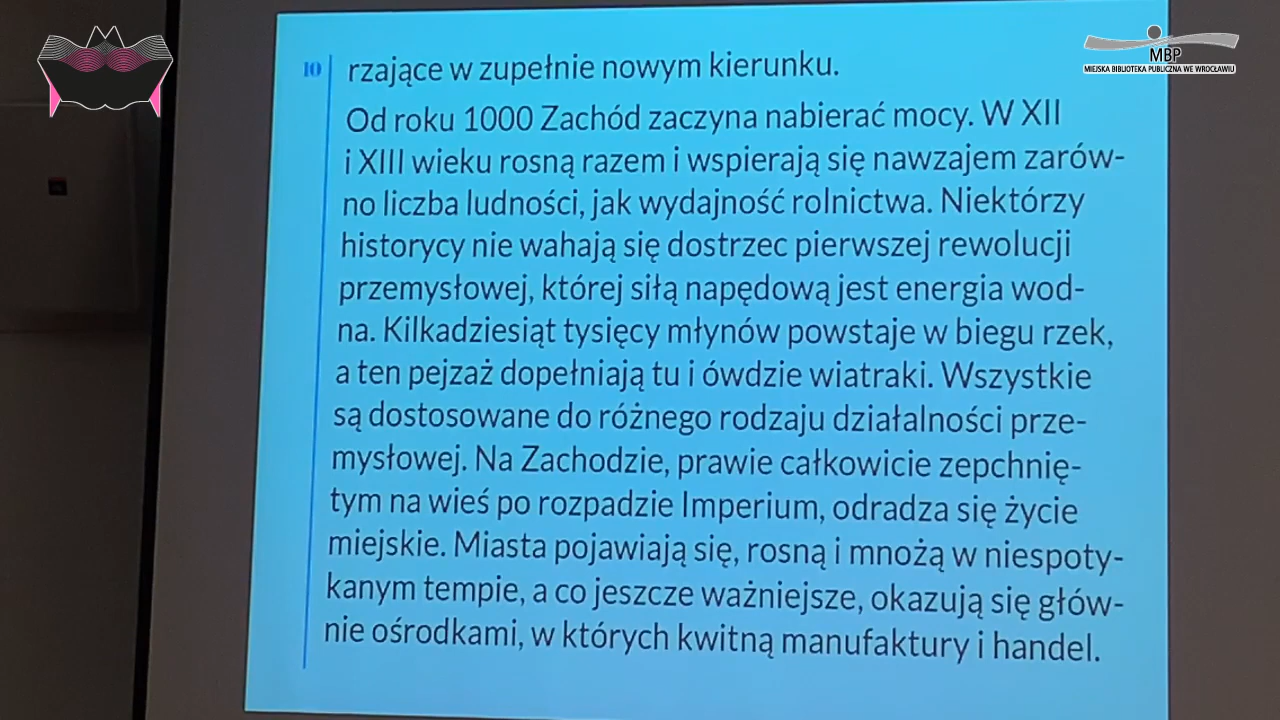 MBP
MIEJSKA BIBLIOTEKA PUBLICZNA WE WROCŁAWIU
10
rzające w zupełnie nowym kierunku.
Od roku 1000 Zachód zaczyna nabierać mocy. W XII
i XIII wieku rosną razem i wspierają się nawzajem zarów-
no liczba ludności, jak wydajność rolnictwa. Niektórzy
historycy nie wahają się dostrzec pierwszej rewolucji
przemysłowej, której siłą napędową jest energia wod-
na. Kilkadziesiąt tysięcy młynów powstaje w biegu rzek,
a ten pejzaż dopełniają tu i ówdzie wiatraki. Wszystkie
są dostosowane do różnego rodzaju działalności prze-
mysłowej. Na Zachodzie, prawie całkowicie zepchnię-
tym na wieś po rozpadzie Imperium, odradza się życie
miejskie. Miasta pojawiają się, rosną i mnożą w niespoty-
kanym tempie, a co jeszcze ważniejsze, okazują się głów-
nie ośrodkami, w których kwitną manufaktury i handel.